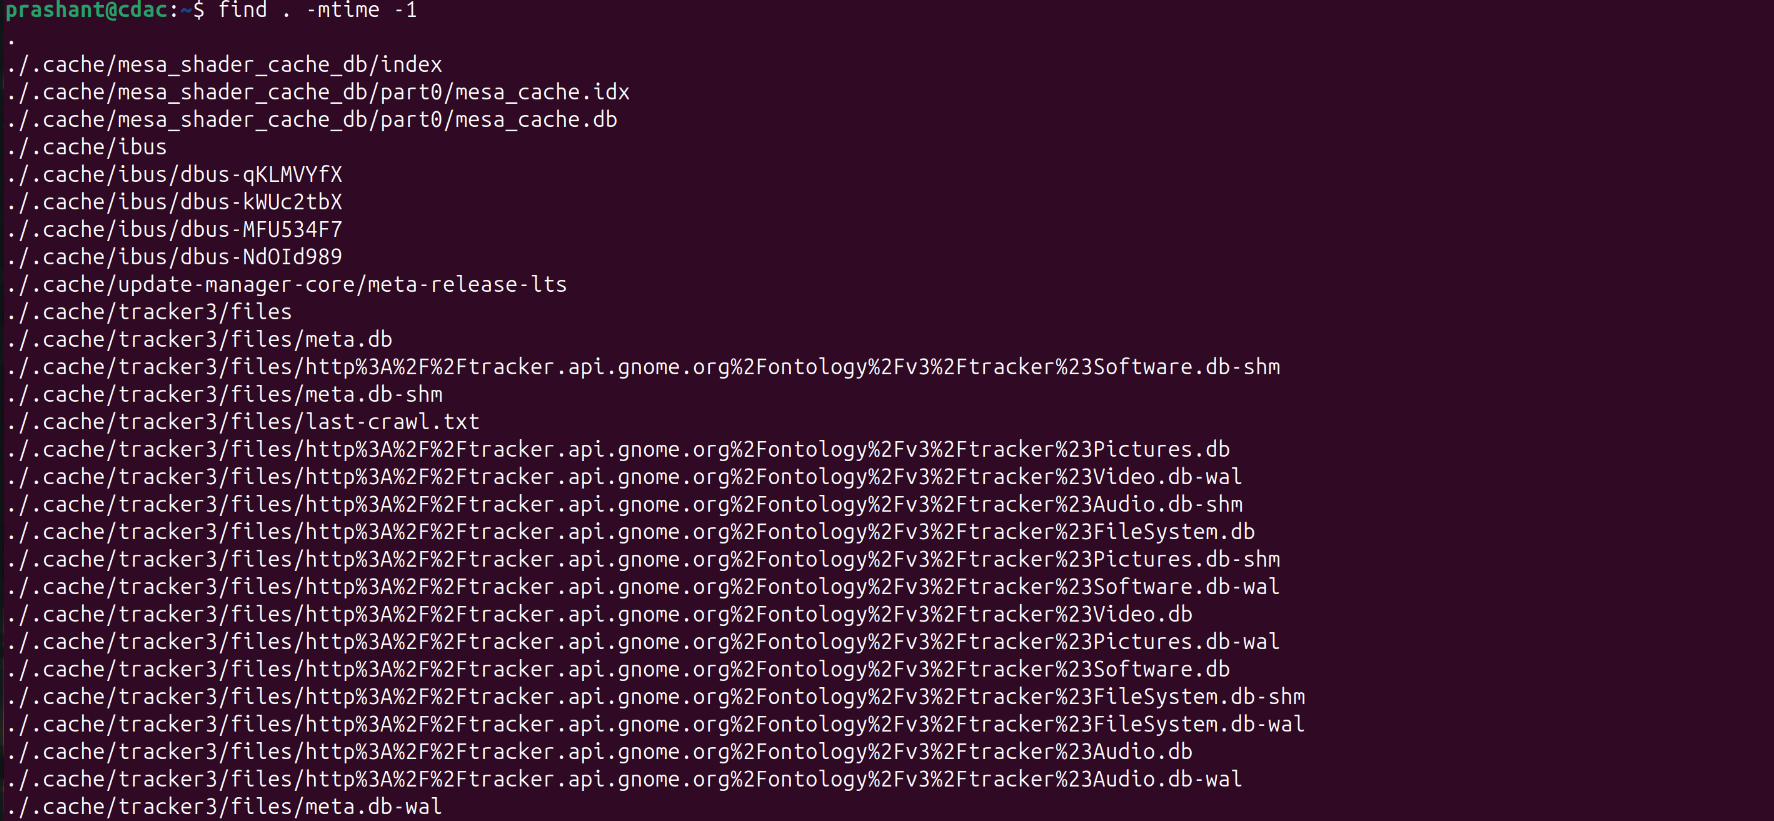 prashant@cdac:~$ find . -mtime -1
.
./.cache/mesa_shader_cache_db/index
./.cache/mesa_shader_cache_db/part0/mesa_cache.idx
./.cache/mesa_shader_cache_db/part0/mesa_cache.db
./.cache/ibus
./.cache/ibus/dbus-qKLMVYfX
./.cache/ibus/dbus-kWUc2tbX
./.cache/ibus/dbus-MFU534F7
./.cache/ibus/dbus-NdOId989
./.cache/update-manager-core/meta-release-lts
./.cache/tracker3/files
./.cache/tracker3/files/meta.db
./.cache/tracker3/files/http%3A%2F%2Ftracker.api.gnome.org%2Fontology%2Fv3%2Ftracker%23Software.db-shm
./.cache/tracker3/files/meta.db-shm
./.cache/tracker3/files/last-crawl.txt
./.cache/tracker3/files/http%3A%2F%2Ftracker.api.gnome.org%2Fontology%2Fv3%2Ftracker%23Pictures.db
./.cache/tracker3/files/http%3A%2F%2Ftracker.api.gnome.org%2Fontology%2Fv3%2Ftracker%23Video.db-wal
./.cache/tracker3/files/http%3A%2F%2Ftracker.api.gnome.org%2Fontology%2Fv3%2Ftracker%23Audio.db-shm
./.cache/tracker3/files/http%3A%2F%2Ftracker.api.gnome.org%2Fontology%2Fv3%2Ftracker%23FileSystem.db
./.cache/tracker3/files/http%3A%2F%2Ftracker.api.gnome.org%2Fontology%2Fv3%2Ftracker%23Pictures.db-shm
./.cache/tracker3/files/http%3A%2F%2Ftracker.api.gnome.org%2Fontology%2Fv3%2Ftracker%23Software.db-wal
./.cache/tracker3/files/http%3A%2F%2Ftracker.api.gnome.org%2Fontology%2Fv3%2Ftracker%23Video.db
./.cache/tracker3/files/http%3A%2F%2Ftracker.api.gnome.org%2Fontology%2Fv3%2Ftracker%23Pictures.db-wal
./.cache/tracker3/files/http%3A%2F%2Ftracker.api.gnome.org%2Fontology%2Fv3%2Ftracker%23Software.db
./.cache/tracker3/files/http%3A%2F%2Ftracker.api.gnome.org%2Fontology%2Fv3%2Ftracker%23FileSystem.db-shm
./.cache/tracker3/files/http%3A%2F%2Ftracker.api.gnome.org%2Fontology%2Fv3%2Ftracker%23FileSystem.db-wal
./.cache/tracker3/files/http%3A%2F%2Ftracker.api.gnome.org%2Fontology%2Fv3%2Ftracker%23Audio.db
./.cache/tracker3/files/http%3A%2F%2Ftracker.api.gnome.org%2Fontology%2Fv3%2Ftracker%23Audio.db-wal
./.cache/tracker3/files/meta.db-wal